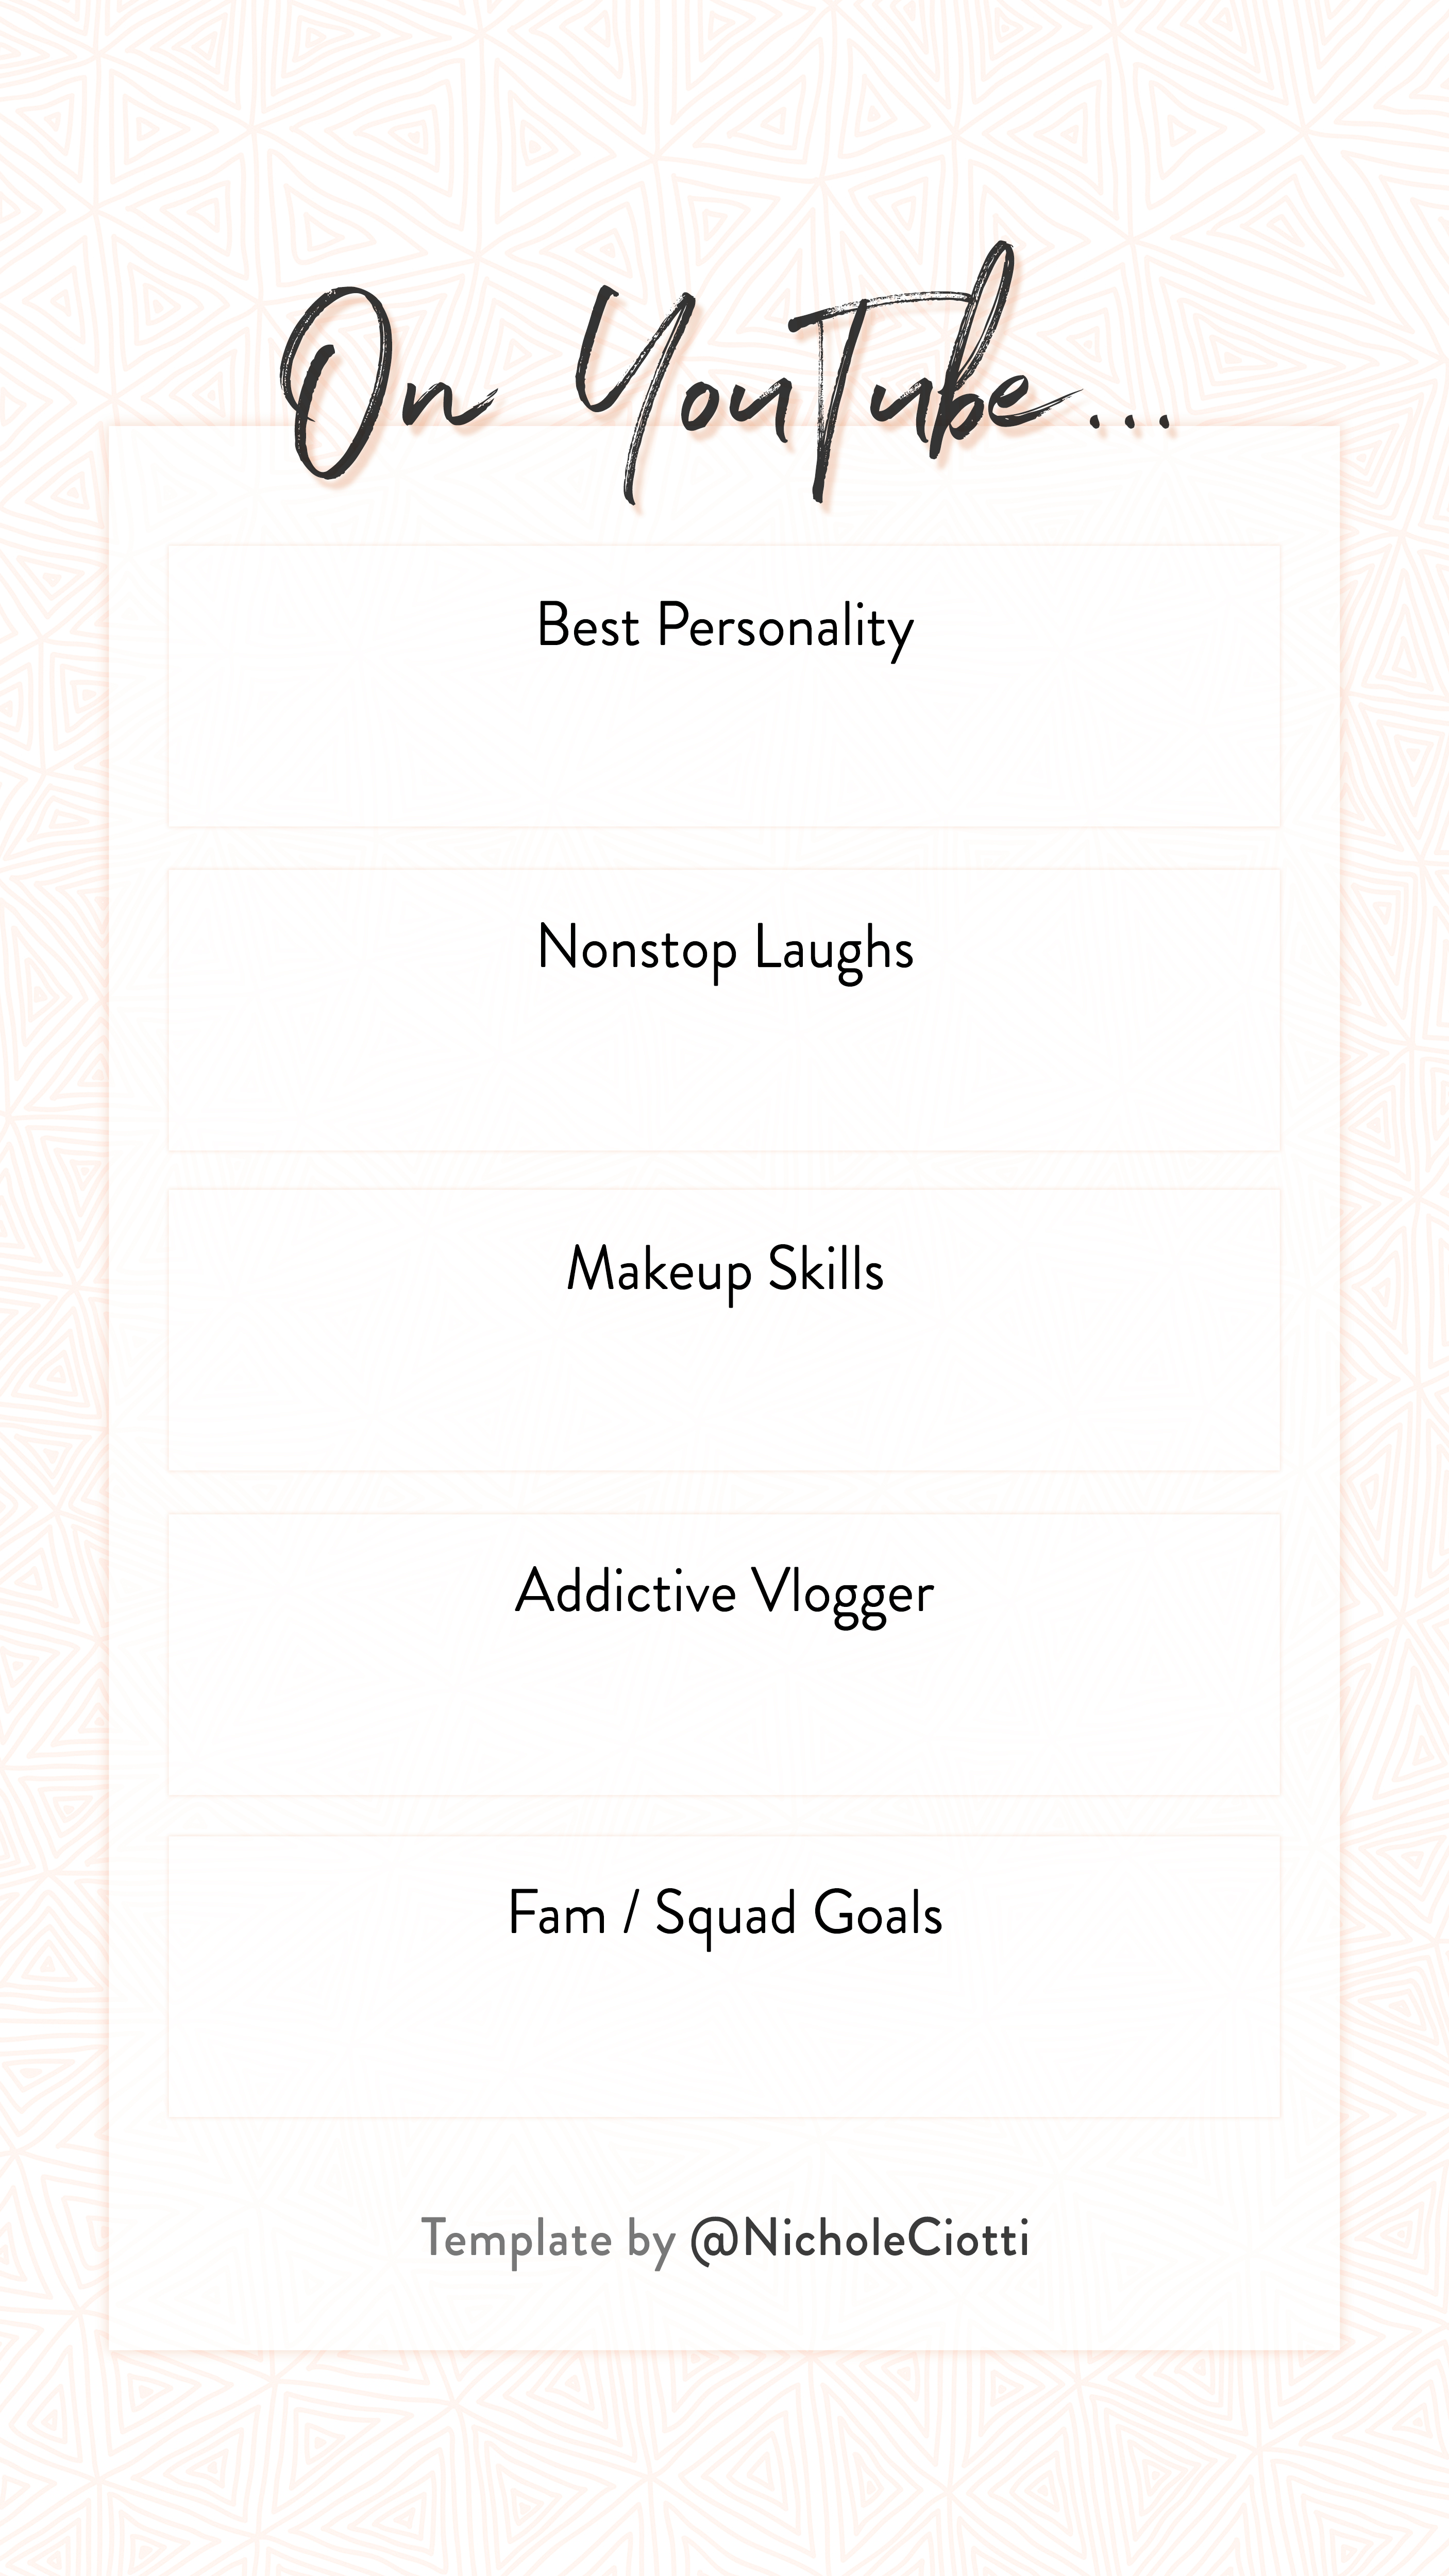 On YouTube...
Best Personality
Nonstop Laughs
Makeup Skills
Addictive Vlogger
Fam / Squad Goals
Template by @NicholeCiotti